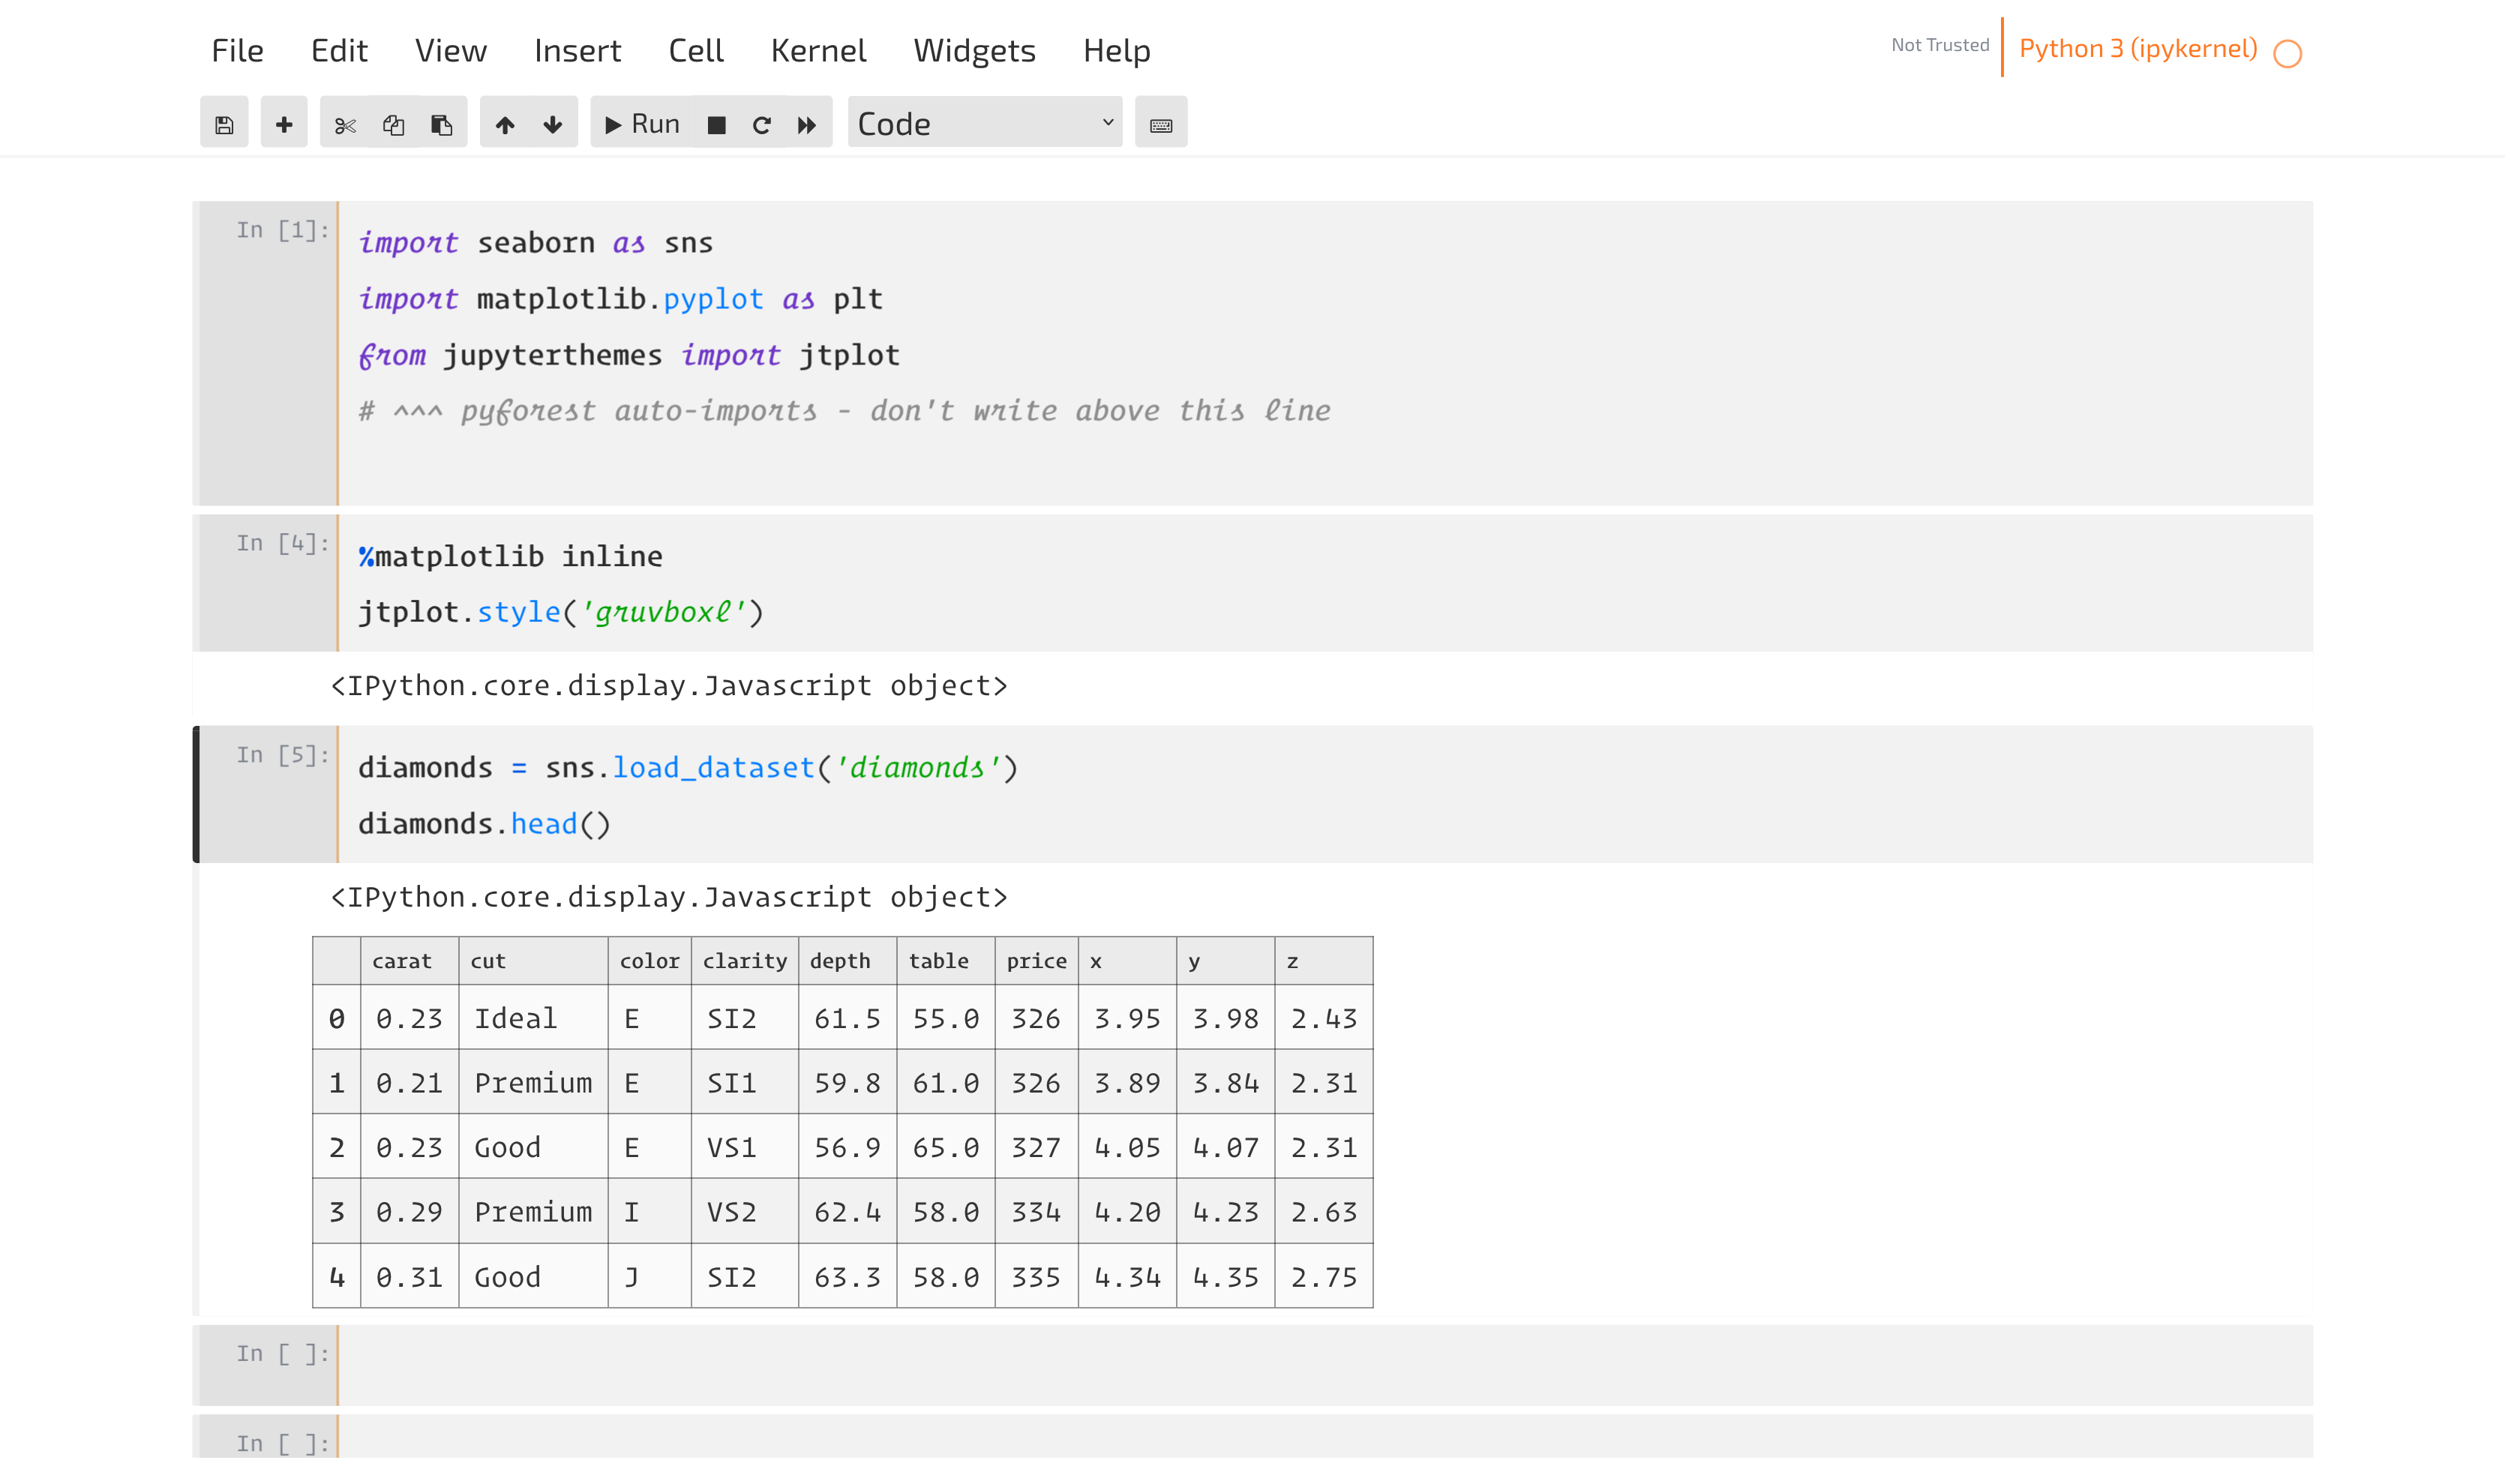 File Edit View Insert Cell Kernel Widgets Help Not Trusted Python 3 (ipykernel)
Run Code
In [1]: import seaborn as sns
import matplotlib.pyplot as plt
from jupyterthemes import jtplot
# ^^^ pyforest auto-imports - don't write above this line
In [4]: %matplotlib inline
jtplot.style('gruvboxl')
<IPython.core.display.Javascript object>
In [5]: diamonds = sns.load_dataset('diamonds')
diamonds.head()
<IPython.core.display.Javascript object>
carat cut color clarity depth table price x y z
0 0.23 Ideal E SI2 61.5 55.0 326 3.95 3.98 2.43
1 0.21 Premium E SI1 59.8 61.0 326 3.89 3.84 2.31
2 0.23 Good E VS1 56.9 65.0 327 4.05 4.07 2.31
3 0.29 Premium I VS2 62.4 58.0 334 4.20 4.23 2.63
4 0.31 Good J SI2 63.3 58.0 335 4.34 4.35 2.75
In [ ]:
In [ ]: